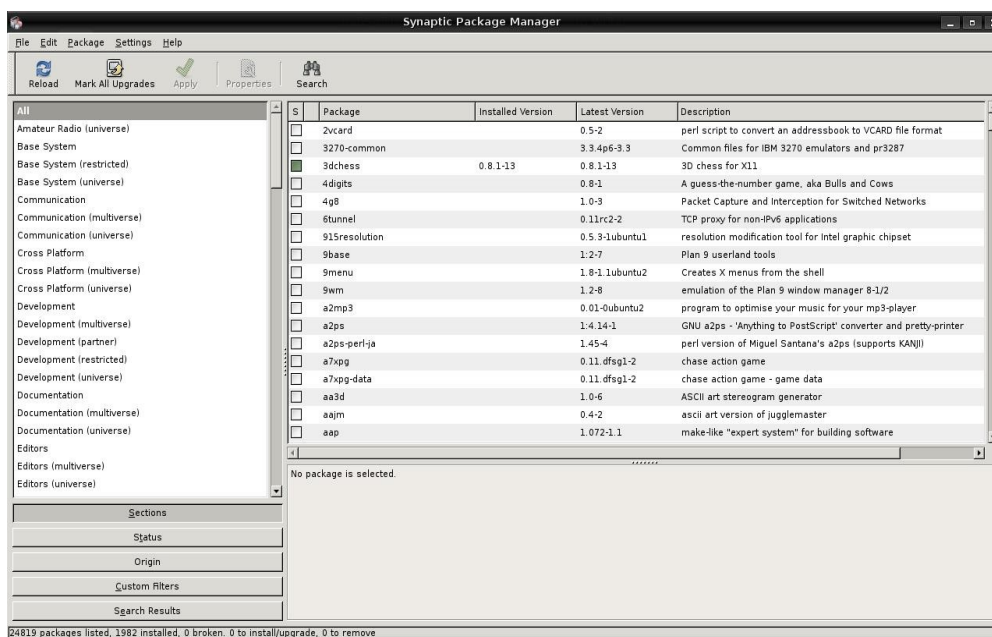 Synaptic Package Manager
File Edit Package Settings Help
Reload Mark All Upgrades Apply Properties Search
All
Amateur Radio (universe)
Base System
Base System (restricted)
Base System (universe)
Communication
Communication (multiverse)
Communication (universe)
Cross Platform
Cross Platform (multiverse)
Cross Platform (universe)
Development
Development (multiverse)
Development (partner)
Development (restricted)
Development (universe)
Documentation
Documentation (multiverse)
Documentation (universe)
Editors
Editors (multiverse)
Editors (universe)
Sections
Status
Origin
Custom Filters
Search Results
S Package Installed Version Latest Version Description
2vcard 0.5-2 perl script to convert an addressbook to VCARD file format
3270-common 3.3.4p6-3.3 Common files for IBM 3270 emulators and pr3287
3dchess 0.8.1-13 0.8.1-13 3D chess for X11
4digits 0.8-1 A guess-the-number game, aka Bulls and Cows
4g8 1.0-3 Packet Capture and Interception for Switched Networks
6tunnel 0.11rc2-2 TCP proxy for non-IPv6 applications
915resolution 0.5.3-1ubuntu1 resolution modification tool for Intel graphic chipset
9base 1:2-7 Plan 9 userland tools
9menu 1.8-1.1ubuntu2 Creates X menus from the shell
9wm 1.2-8 emulation of the Plan 9 window manager 8-1/2
a2mp3 0.01-0ubuntu2 program to optimise your music for your mp3-player
a2ps 1:4.14-1 GNU a2ps - 'Anything to PostScript' converter and pretty-printer
a2ps-perl-ja 1.45-4 perl version of Miguel Santana's a2ps (supports KANJI)
a7xpg 0.11.dfsg1-2 chase action game
a7xpg-data 0.11.dfsg1-2 chase action game - game data
aa3d 1.0-6 ASCII art stereogram generator
aajm 0.4-2 ascii art version of jugglemaster
aap 1.072-1.1 make-like "expert system" for building software
No package is selected.
24819 packages listed, 1982 installed, 0 broken. 0 to install/upgrade, 0 to remove